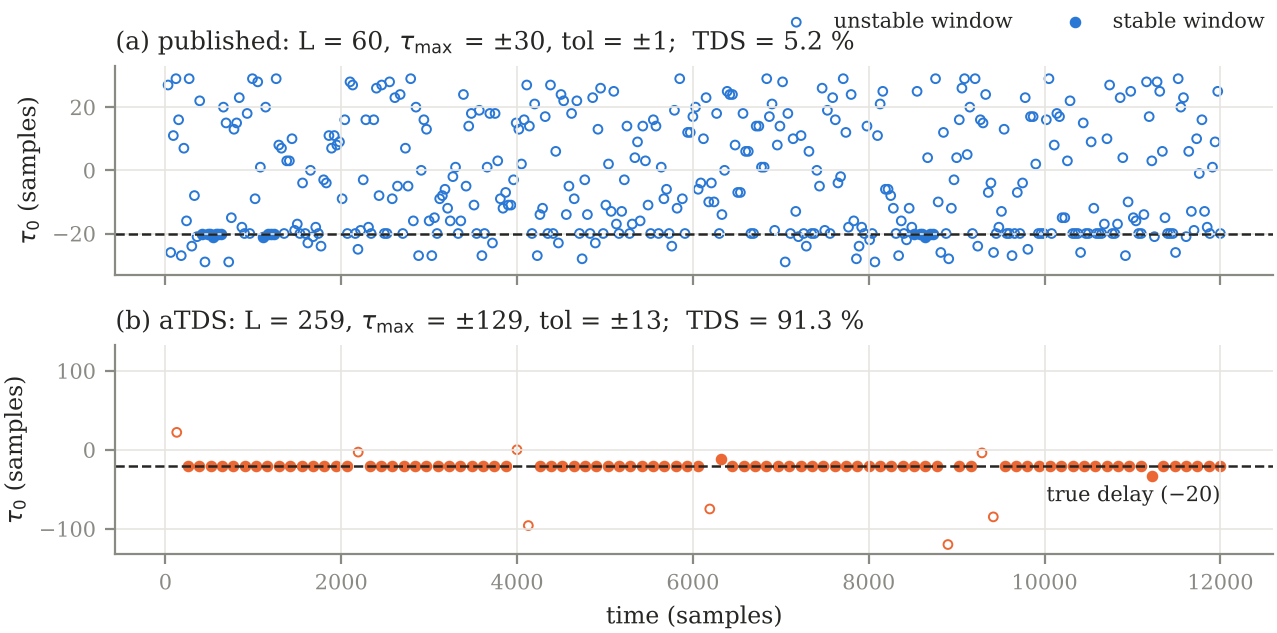 unstable window stable window
(a) published: L = 60, τmax = ±30, tol = ±1; TDS = 5.2 %
τ0 (samples)
20
0
−20
(b) aTDS: L = 259, τmax = ±129, tol = ±13; TDS = 91.3 %
τ0 (samples)
100
0
−100
true delay (−20)
0 2000 4000 6000 8000 10000 12000
time (samples)